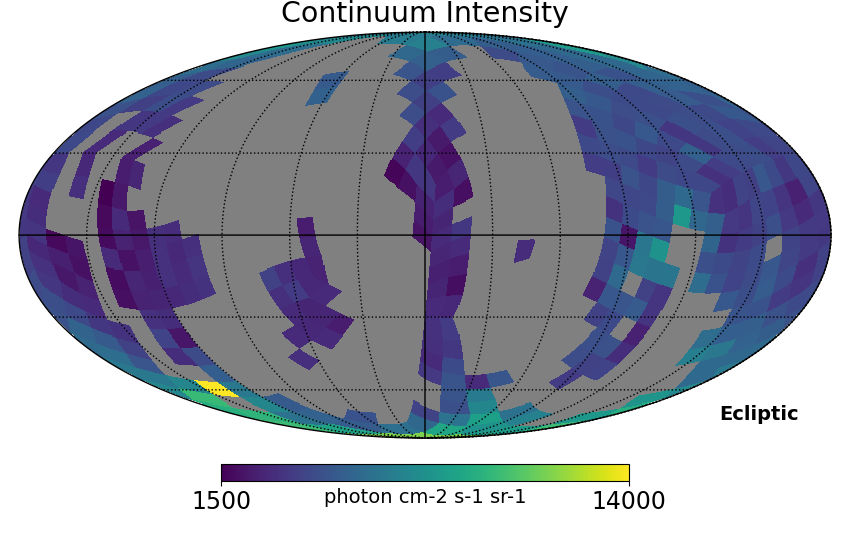 Continuum Intensity
Ecliptic
1500 photon cm-2 s-1 sr-1 14000